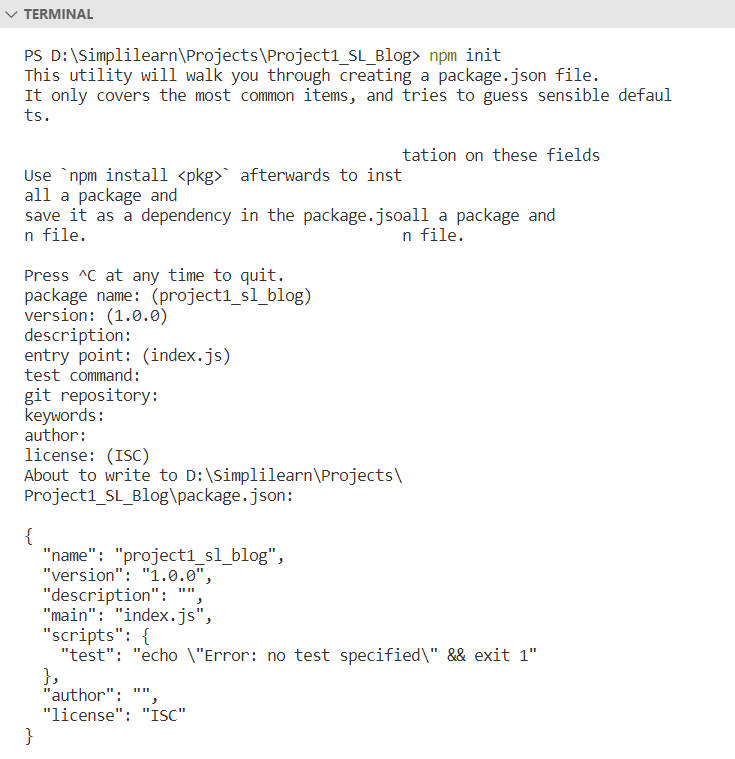 TERMINAL
PS D:\Simplilearn\Projects\Project1_SL_Blog> npm init
This utility will walk you through creating a package.json file.
It only covers the most common items, and tries to guess sensible defaul
ts.
tation on these fields
Use `npm install <pkg>` afterwards to inst
all a package and
save it as a dependency in the package.jsoall a package and
n file. n file.
Press ^C at any time to quit.
package name: (project1_sl_blog)
version: (1.0.0)
description:
entry point: (index.js)
test command:
git repository:
keywords:
author:
license: (ISC)
About to write to D:\Simplilearn\Projects\
Project1_SL_Blog\package.json:
{
  "name": "project1_sl_blog",
  "version": "1.0.0",
  "description": "",
  "main": "index.js",
  "scripts": {
    "test": "echo \"Error: no test specified\" && exit 1"
  },
  "author": "",
  "license": "ISC"
}